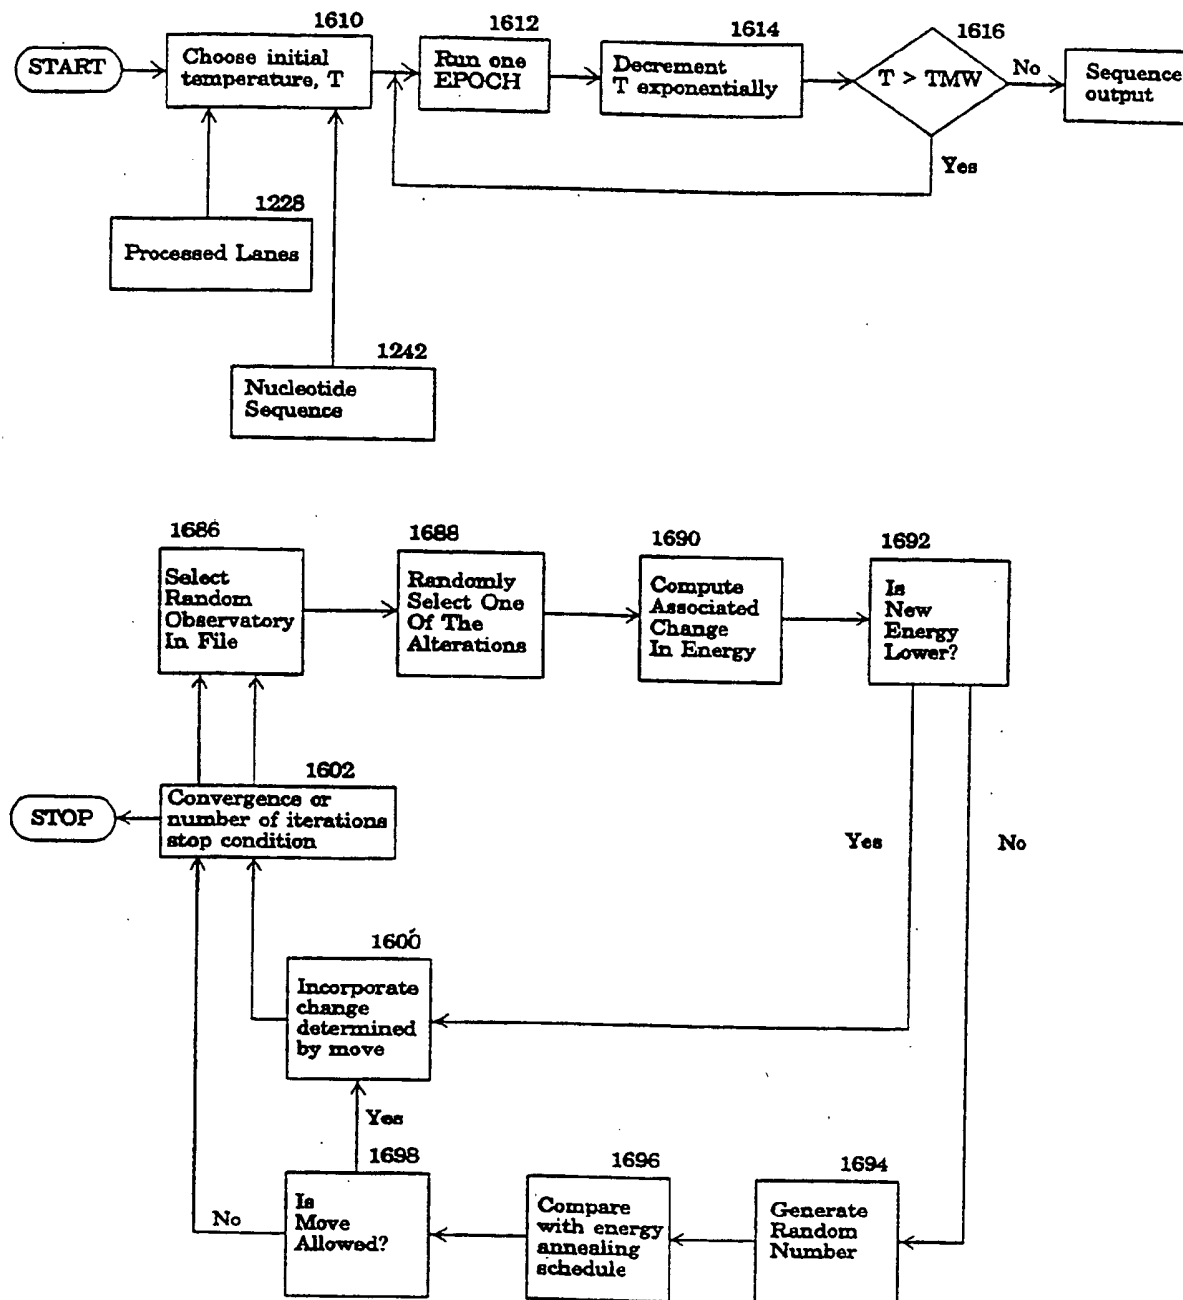 1610
1612
1614
1616
START
Choose initial
temperature, T
Run one
EPOCH
Decrement
T exponentially
T > TMW
No
Sequence
output
Yes
1228
Processed Lanes
1242
Nucleotide
Sequence
1686
1688
1690
1692
Select
Random
Observatory
In File
Randomly
Select One
Of The
Alterations
Compute
Associated
Change
In Energy
Is
New
Energy
Lower?
1602
STOP
Convergence or
number of iterations
stop condition
Yes
No
1600
Incorporate
change
determined
by move
Yes
1698
1696
1694
Is
Move
Allowed?
No
Compare
with energy
annealing
schedule
Generate
Random
Number